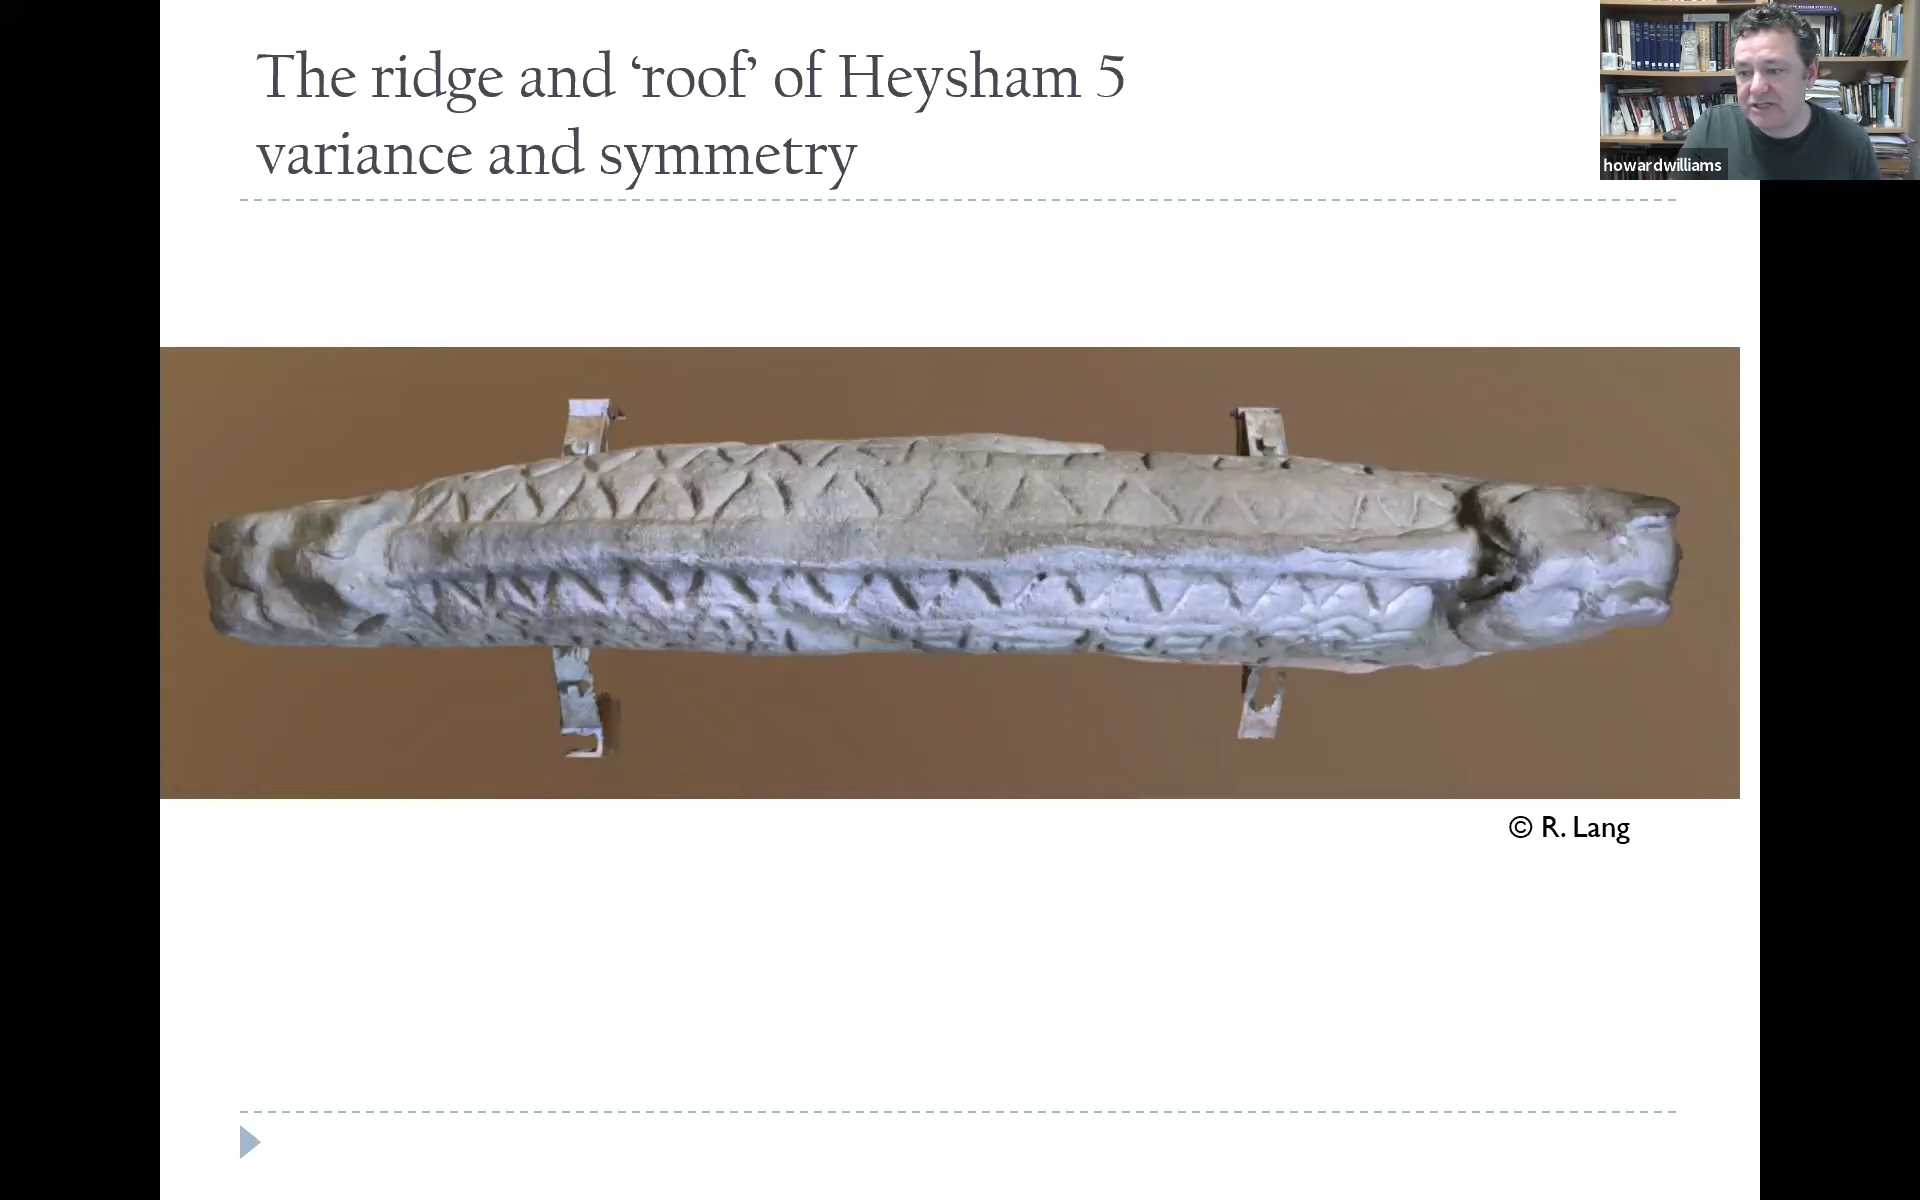 The ridge and ‘roof’ of Heysham 5
variance and symmetry
howardwilliams
© R. Lang